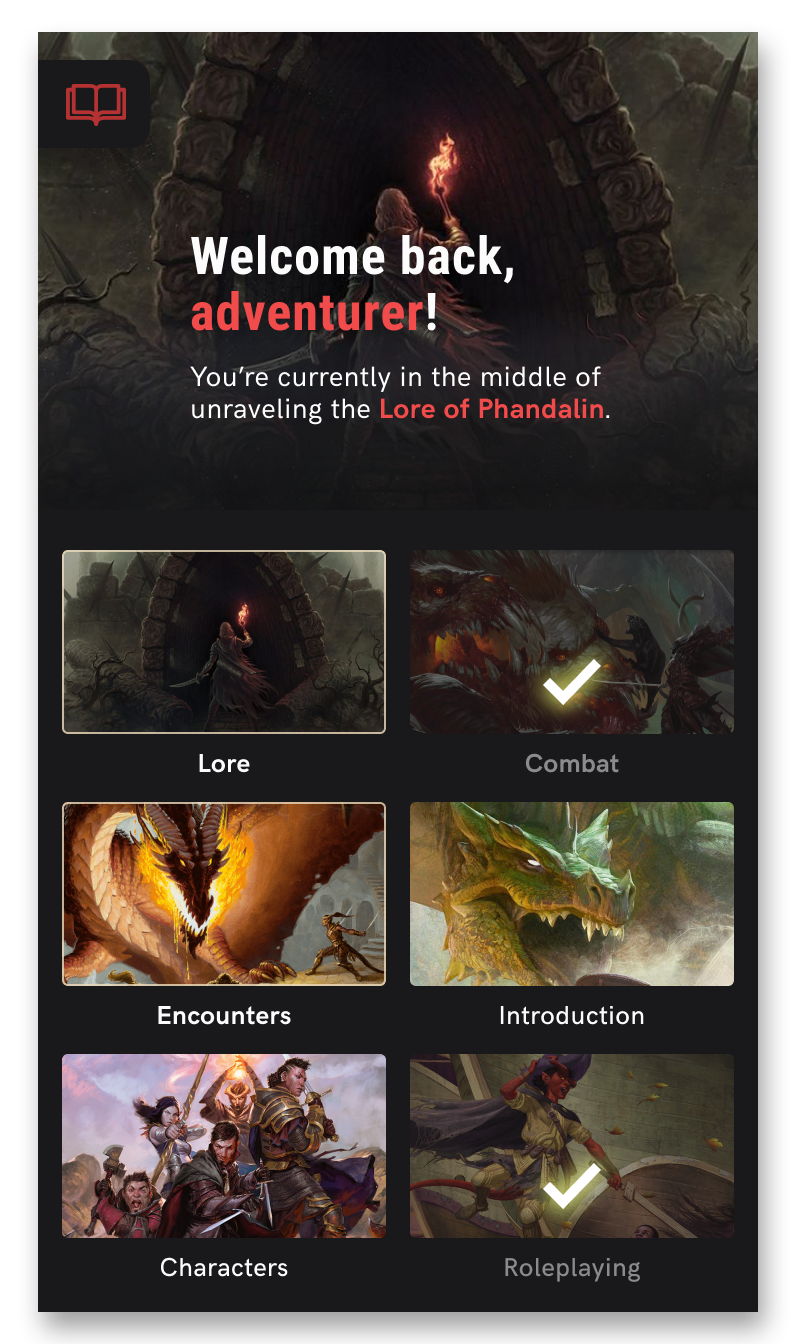 Welcome back,
adventurer!
You’re currently in the middle of
unraveling the Lore of Phandalin.
Lore
Combat
Encounters
Introduction
Characters
Roleplaying